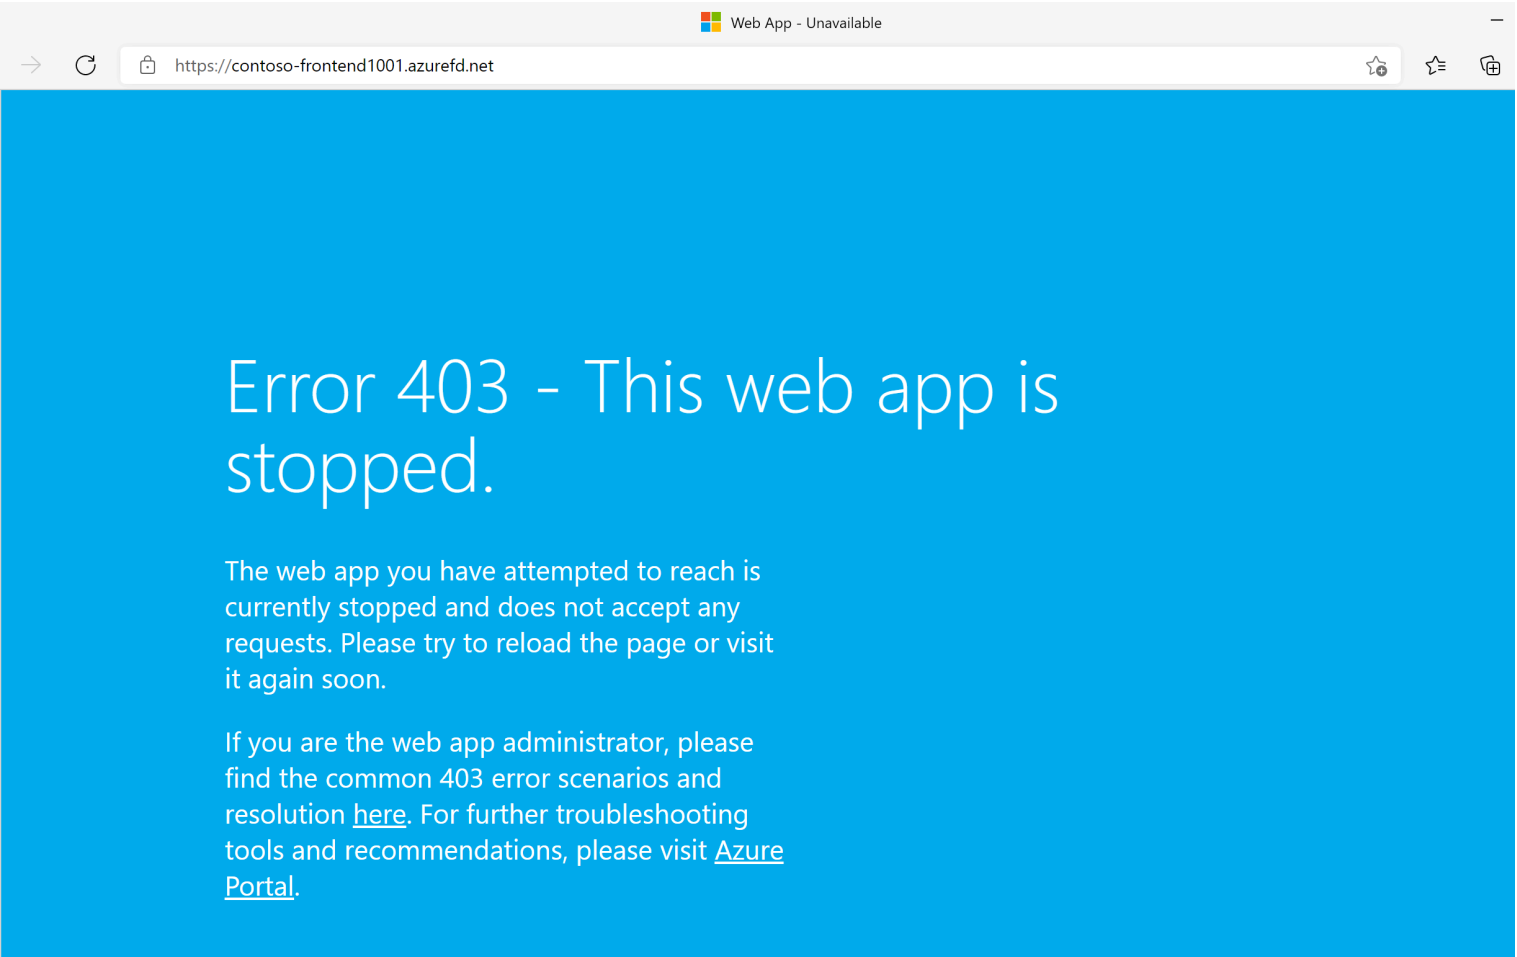 Web App - Unavailable
https://contoso-frontend1001.azurefd.net
Error 403 - This web app is
stopped.
The web app you have attempted to reach is
currently stopped and does not accept any
requests. Please try to reload the page or visit
it again soon.
If you are the web app administrator, please
find the common 403 error scenarios and
resolution here. For further troubleshooting
tools and recommendations, please visit Azure
Portal.